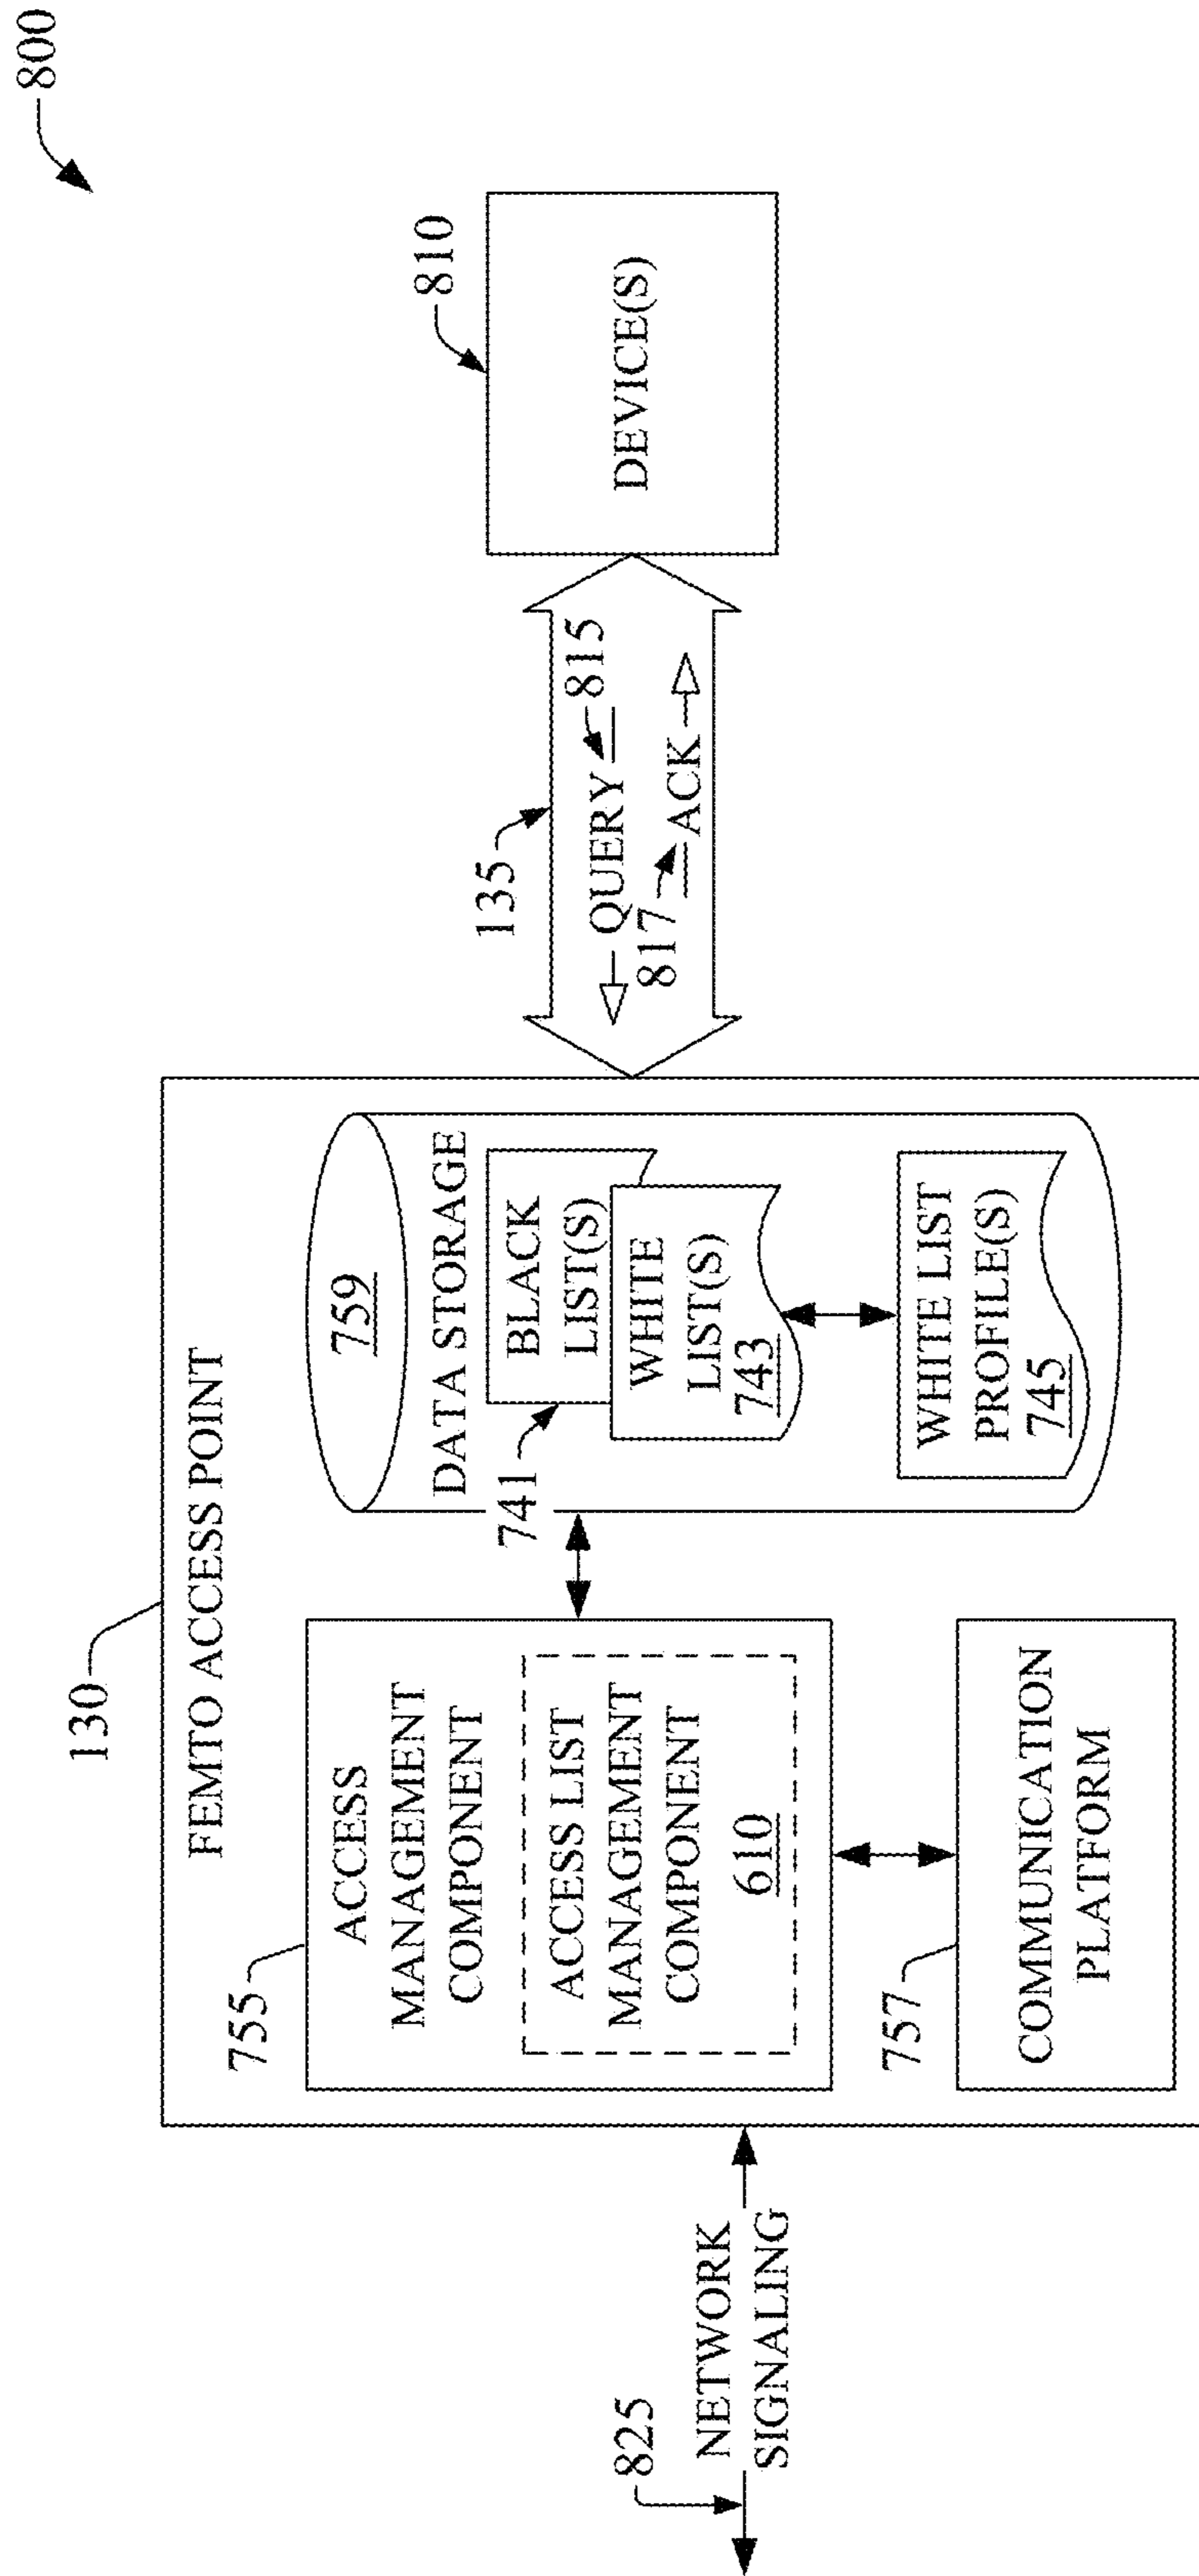 800
130
FEMTO ACCESS POINT
755
ACCESS
MANAGEMENT
COMPONENT
ACCESS LIST
MANAGEMENT
COMPONENT
610
757
COMMUNICATION
PLATFORM
759
DATA STORAGE
741
BLACK
LIST(S)
WHITE
LIST(S)
743
WHITE LIST
PROFILE(S)
745
825
NETWORK
SIGNALING
135
QUERY
815
817
ACK
810
DEVICE(S)